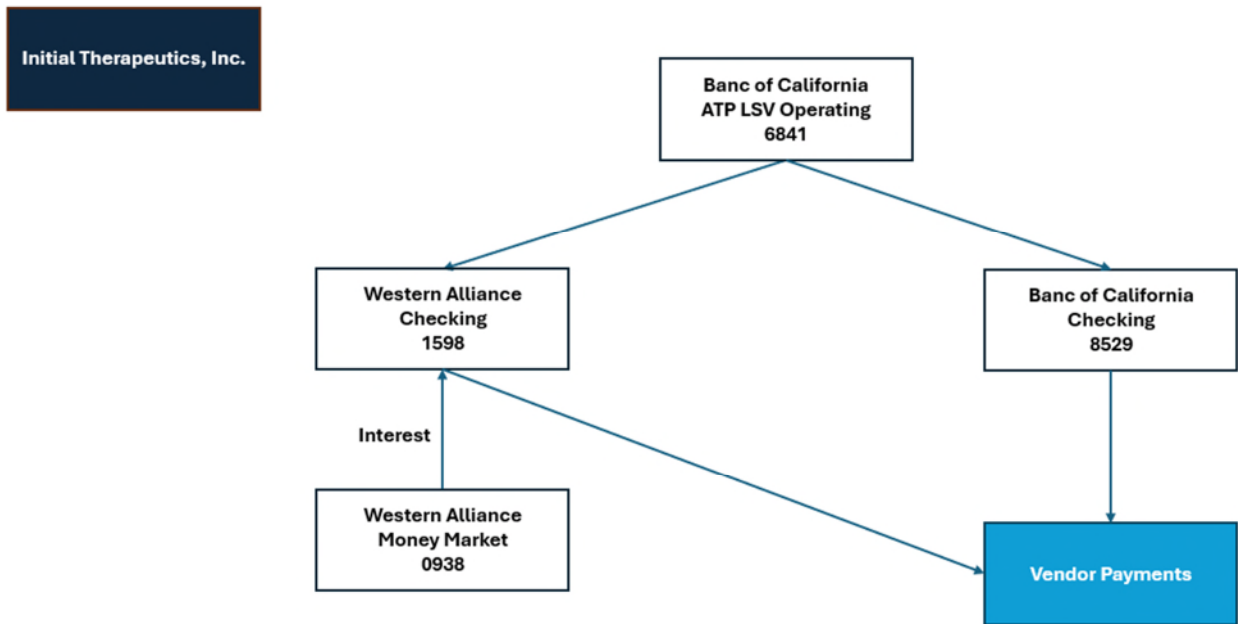 Initial Therapeutics, Inc.
Banc of California
ATP LSV Operating
6841
Western Alliance
Checking
1598
Banc of California
Checking
8529
Interest
Western Alliance
Money Market
0938
Vendor Payments